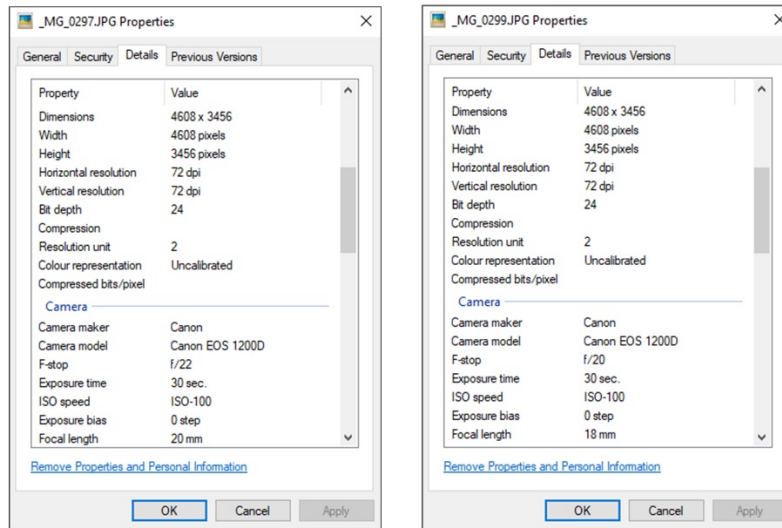 _MG_0297.JPG Properties
General Security Details Previous Versions
Property Value
Dimensions 4608 x 3456
Width 4608 pixels
Height 3456 pixels
Horizontal resolution 72 dpi
Vertical resolution 72 dpi
Bit depth 24
Compression
Resolution unit 2
Colour representation Uncalibrated
Compressed bits/pixel
Camera
Camera maker Canon
Camera model Canon EOS 1200D
F-stop f/22
Exposure time 30 sec.
ISO speed ISO-100
Exposure bias 0 step
Focal length 20 mm
Remove Properties and Personal Information
OK Cancel Apply
_MG_0299.JPG Properties
General Security Details Previous Versions
Property Value
Dimensions 4608 x 3456
Width 4608 pixels
Height 3456 pixels
Horizontal resolution 72 dpi
Vertical resolution 72 dpi
Bit depth 24
Compression
Resolution unit 2
Colour representation Uncalibrated
Compressed bits/pixel
Camera
Camera maker Canon
Camera model Canon EOS 1200D
F-stop f/20
Exposure time 30 sec.
ISO speed ISO-100
Exposure bias 0 step
Focal length 18 mm
Remove Properties and Personal Information
OK Cancel Apply